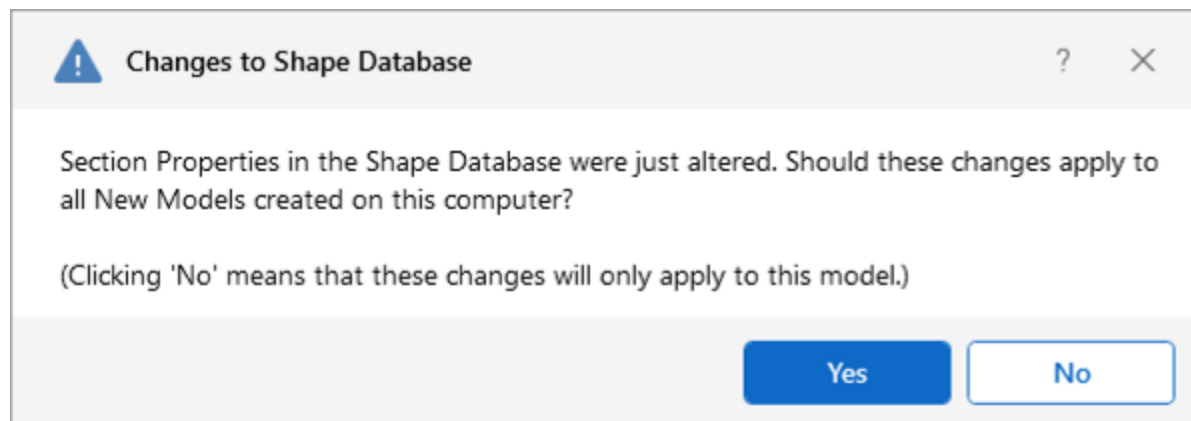 Changes to Shape Database
?
Section Properties in the Shape Database were just altered. Should these changes apply to
all New Models created on this computer?
(Clicking 'No' means that these changes will only apply to this model.)
Yes
No